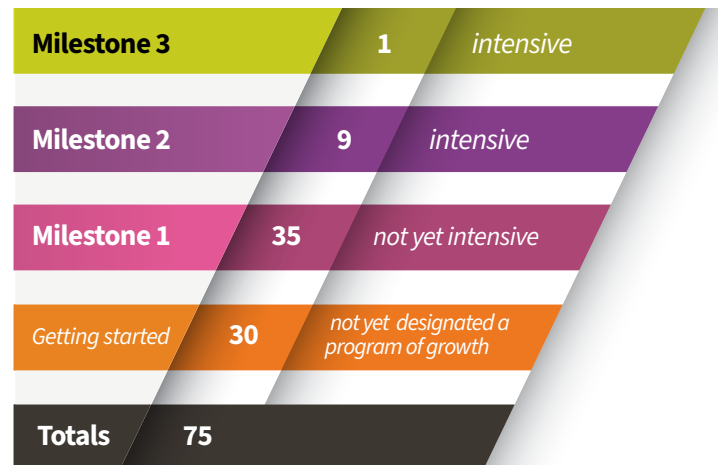 Milestone 3 1 intensive
Milestone 2 9 intensive
Milestone 1 35 not yet intensive
Getting started 30 not yet designated a
program of growth
Totals 75